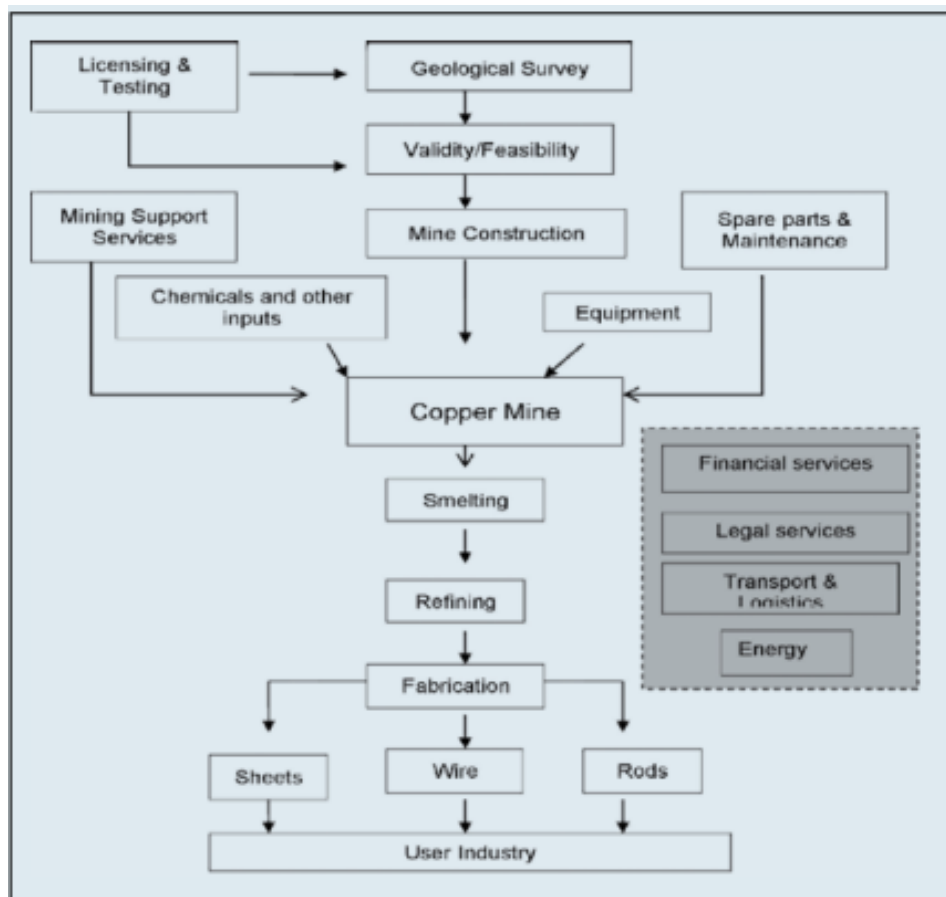 Licensing &
Testing
Geological Survey
Validity/Feasibility
Mining Support
Services
Mine Construction
Spare parts &
Maintenance
Chemicals and other
inputs
Equipment
Copper Mine
Financial services
Smelting
Legal services
Transport &
Logistics
Refining
Energy
Fabrication
Sheets
Wire
Rods
User Industry